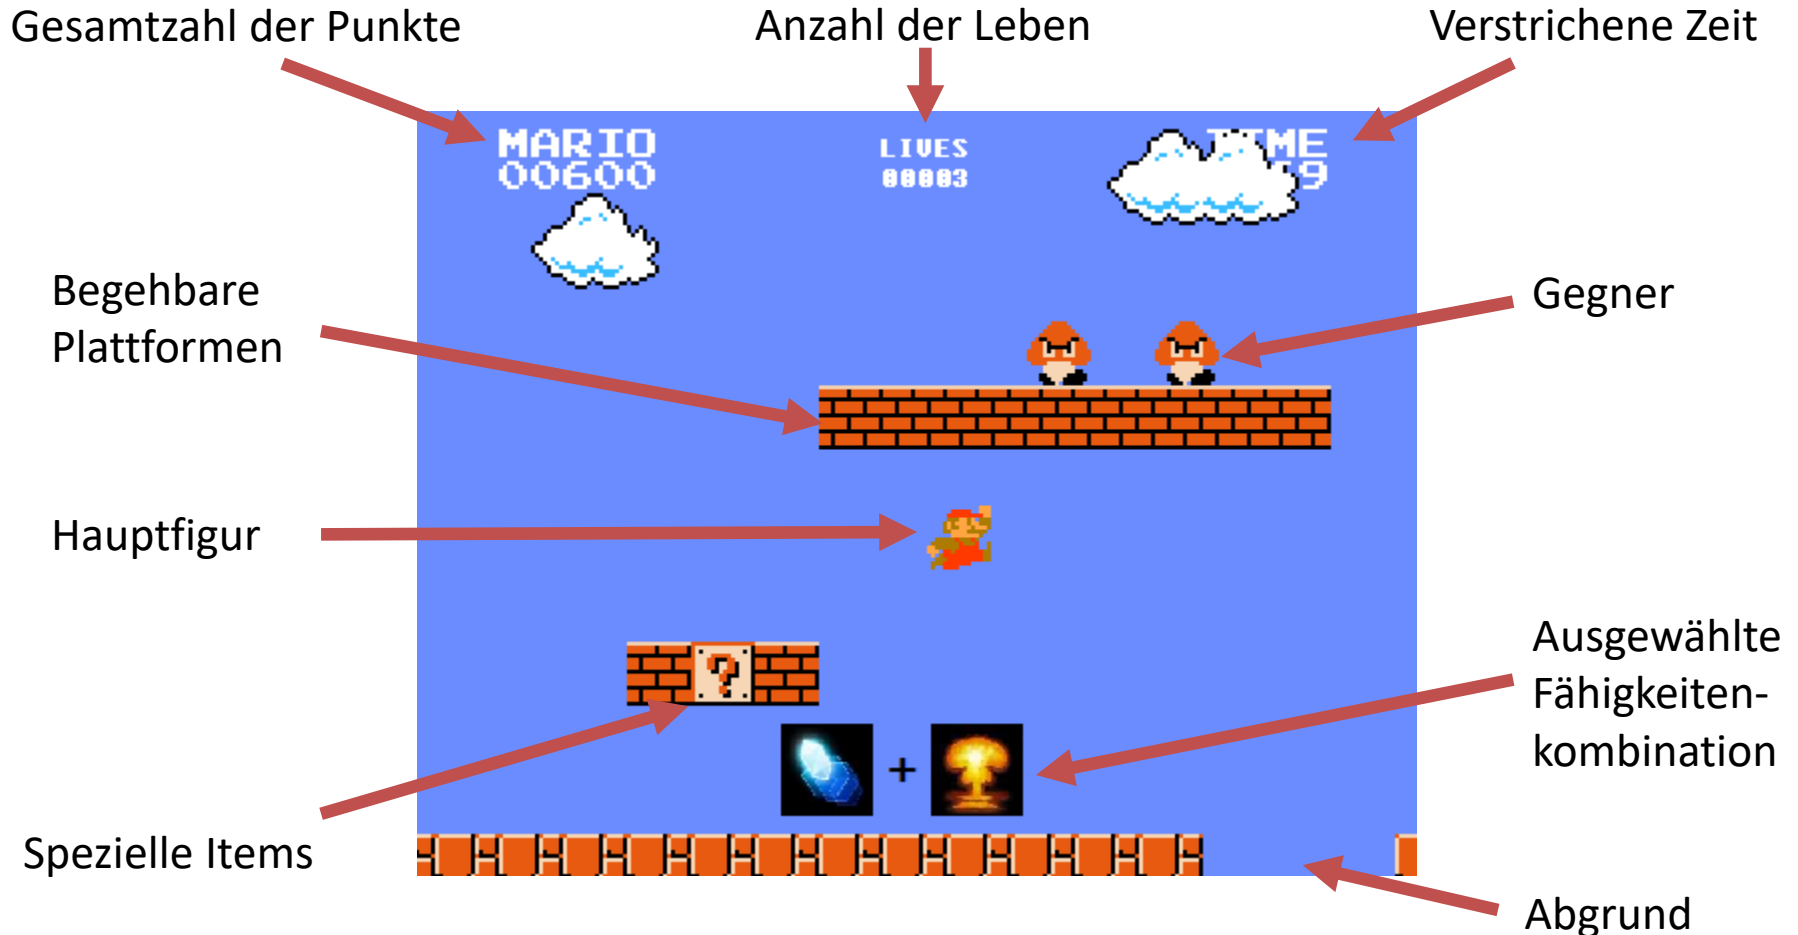 Gesamtzahl der Punkte
Anzahl der Leben
Verstrichene Zeit
MARIO
00600
LIVES
00003
Begehbare
Plattformen
Gegner
Hauptfigur
?
Ausgewählte
Fähigkeiten-
kombination
+
Spezielle Items
Abgrund